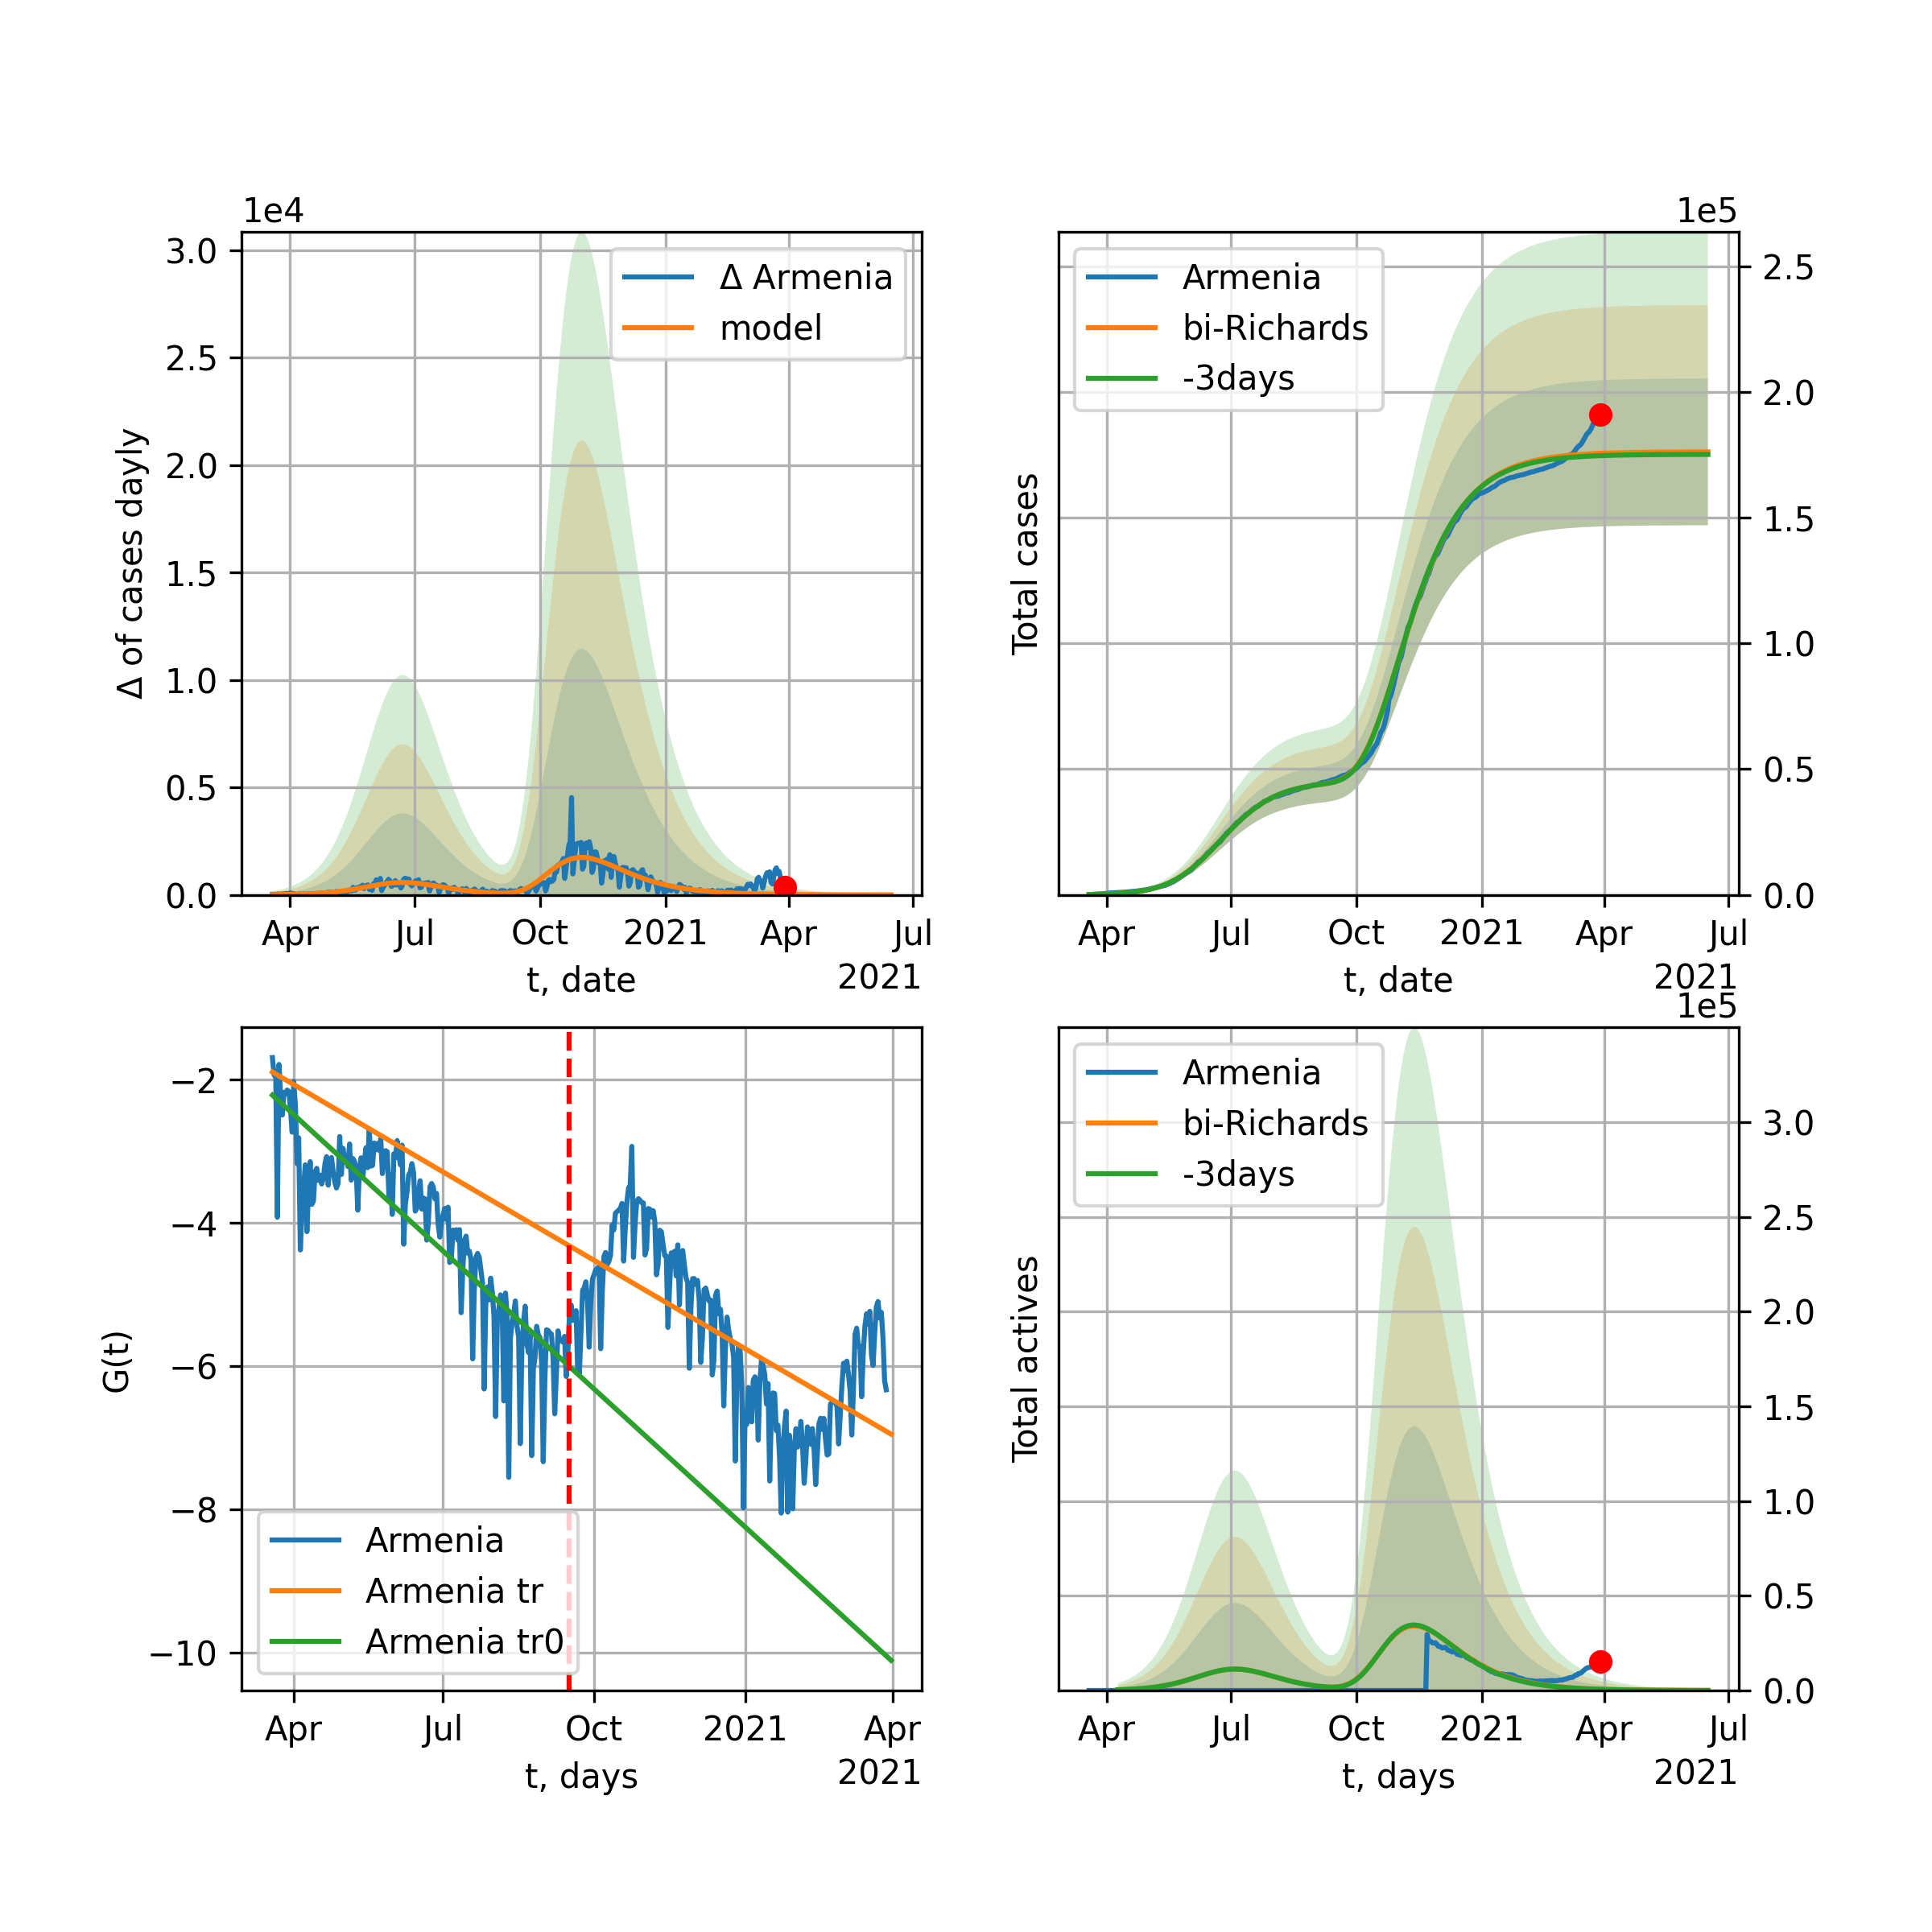 1e4
3.0
2.5
2.0
1.5
1.0
0.5
0.0
Δ of cases dayly
Δ Armenia
model
Apr
Jul
Oct
2021
Apr
Jul
t, date
2021
1e5
2.5
2.0
1.5
1.0
0.5
0.0
Total cases
Armenia
bi-Richards
-3days
Apr
Jul
Oct
2021
Apr
Jul
t, date
2021
−2
−4
−6
−8
−10
G(t)
Armenia
Armenia tr
Armenia tr0
Apr
Jul
Oct
2021
Apr
t, days
2021
1e5
3.0
2.5
2.0
1.5
1.0
0.5
0.0
Total actives
Armenia
bi-Richards
-3days
Apr
Jul
Oct
2021
Apr
Jul
t, days
2021